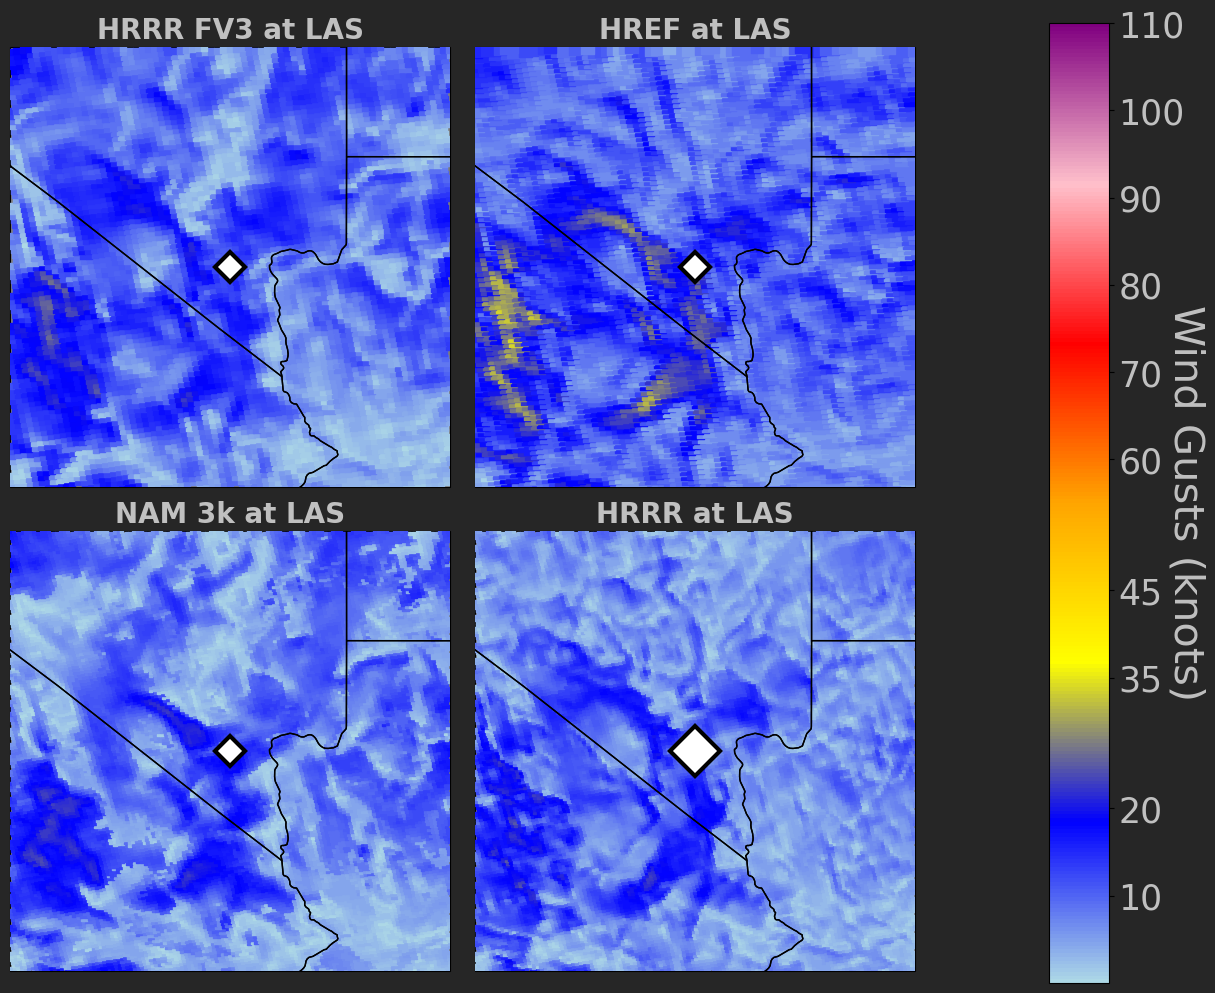 HRRR FV3 at LAS
HREF at LAS
NAM 3k at LAS
HRRR at LAS
110
100
90
80
70
60
45
35
20
10
Wind Gusts (knots)